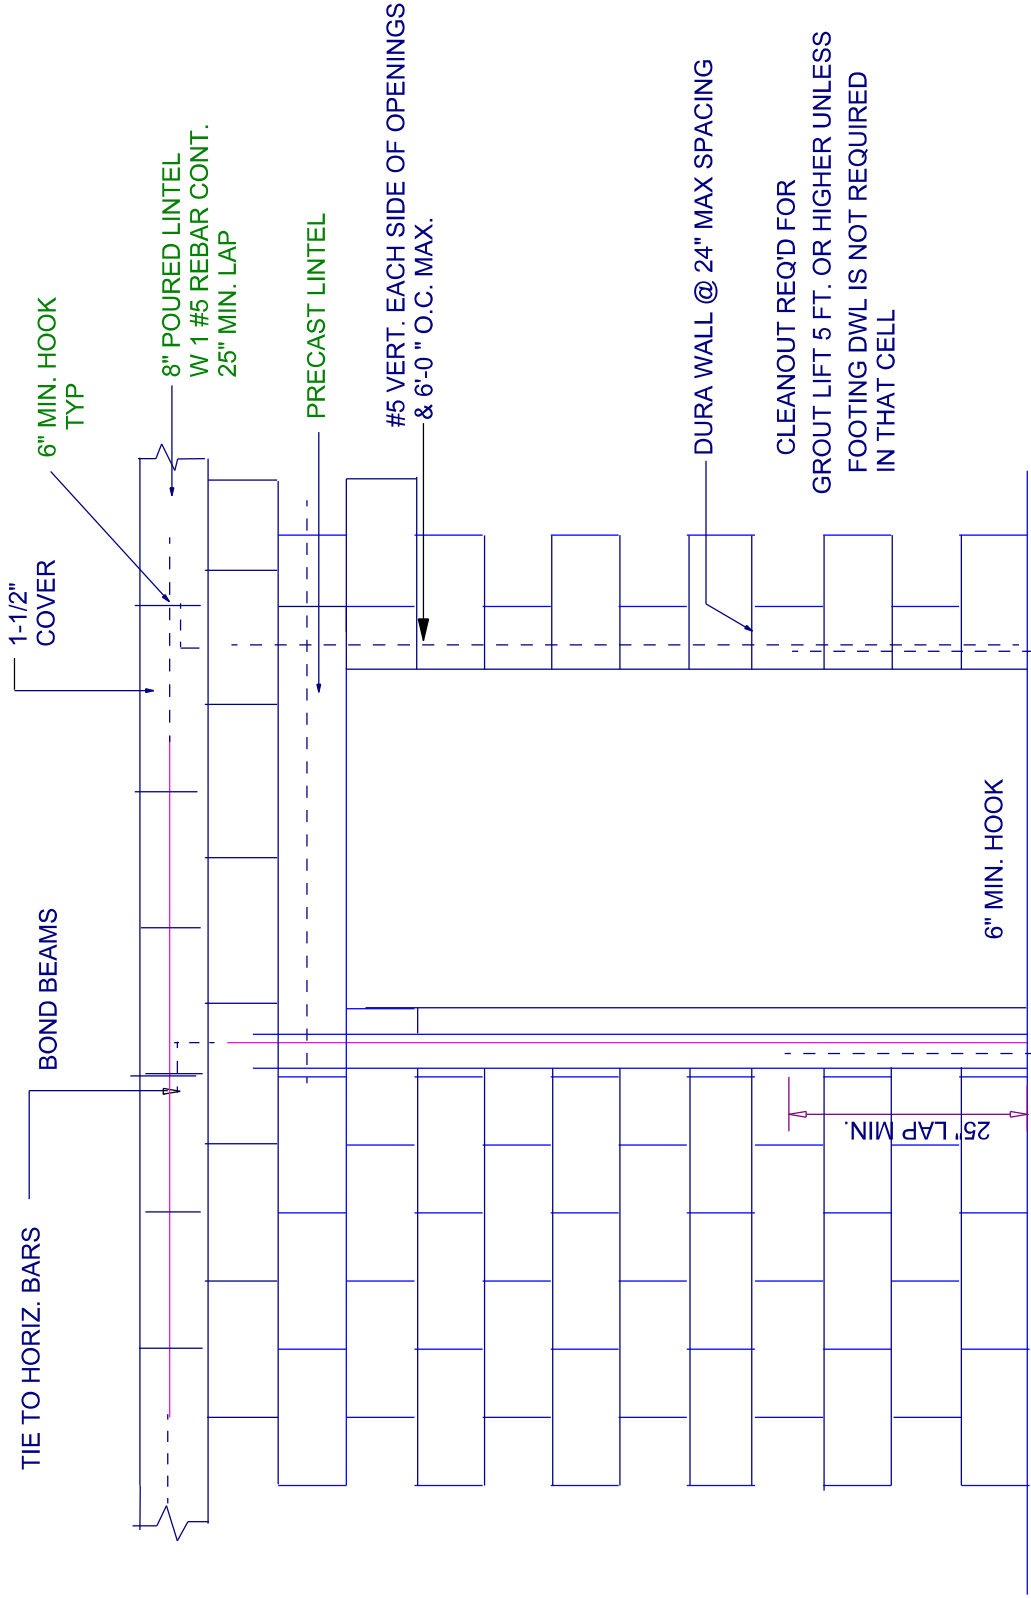 TIE TO HORIZ. BARS
BOND BEAMS
1-1/2"
COVER
6" MIN. HOOK
TYP
8" POURED LINTEL
W 1 #5 REBAR CONT.
25" MIN. LAP
PRECAST LINTEL
#5 VERT. EACH SIDE OF OPENINGS
& 6'-0 " O.C. MAX.
DURA WALL @ 24" MAX SPACING
CLEANOUT REQ'D FOR
GROUT LIFT 5 FT. OR HIGHER UNLESS
FOOTING DWL IS NOT REQUIRED
IN THAT CELL
25" LAP MIN.
6" MIN. HOOK